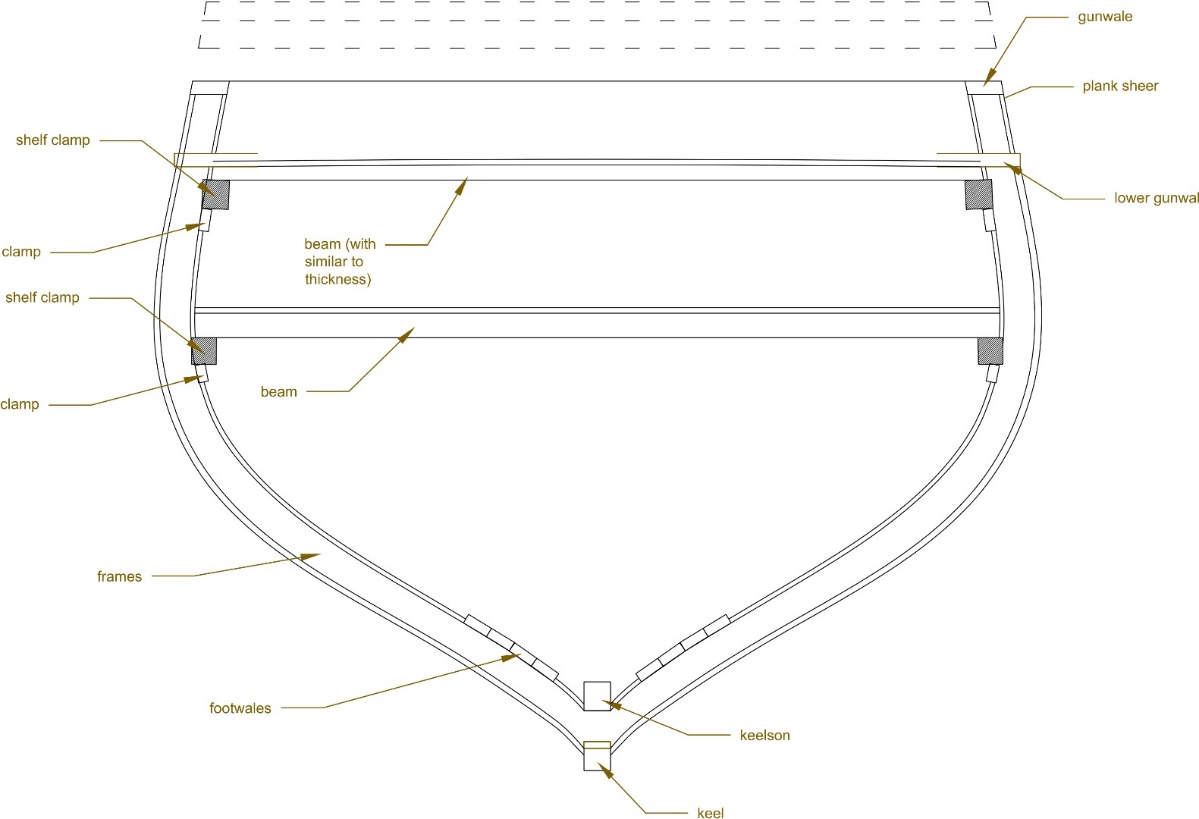 gunwale
plank sheer
shelf clamp
lower gunwal
clamp
beam (with
similar to
thickness)
shelf clamp
beam
clamp
frames
footwales
keelson
keel